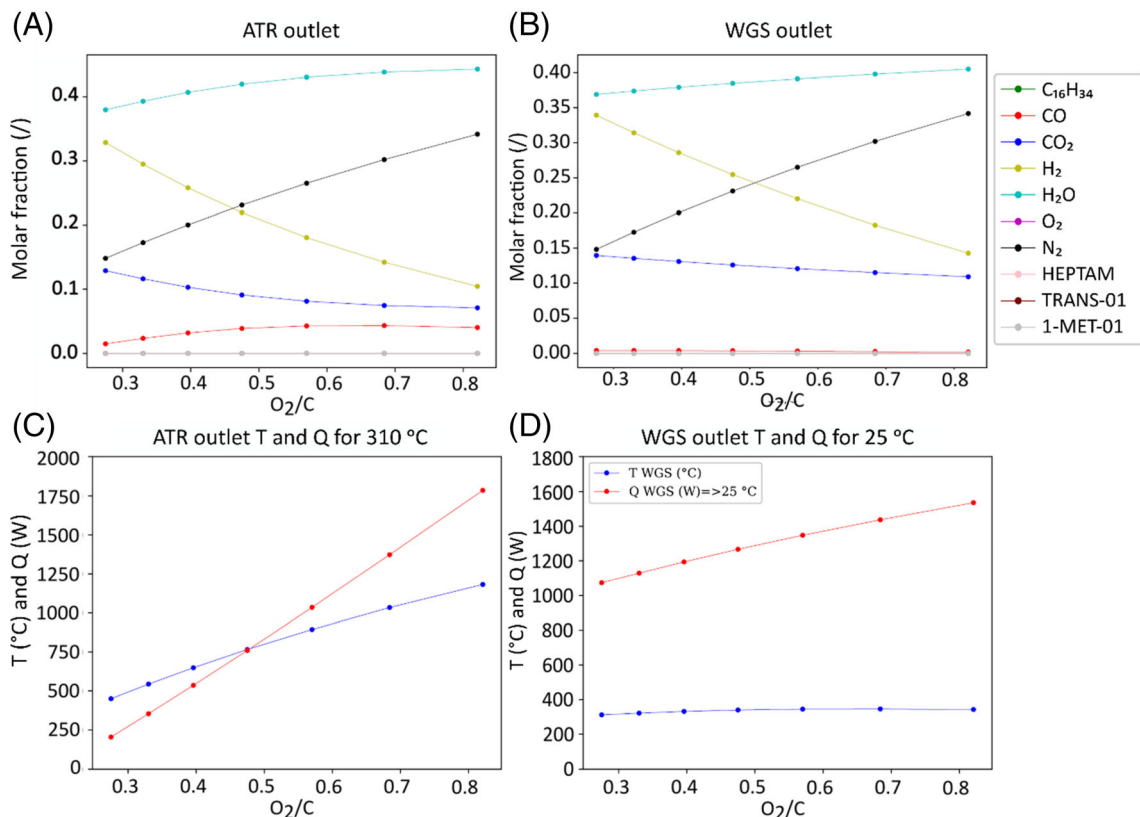 (A)
ATR outlet
Molar fraction (/)
0.4
0.3
0.2
0.1
0.0
0.3 0.4 0.5 0.6 0.7 0.8
O₂/C
(B)
WGS outlet
Molar fraction (/)
0.40
0.35
0.30
0.25
0.20
0.15
0.10
0.05
0.00
0.3 0.4 0.5 0.6 0.7 0.8
O₂/C
C₁₆H₃₄
CO
CO₂
H₂
H₂O
O₂
N₂
HEPTAM
TRANS-01
1-MET-01
(C)
ATR outlet T and Q for 310 ºC
T (°C) and Q (W)
2000
1750
1500
1250
1000
750
500
250
0
0.3 0.4 0.5 0.6 0.7 0.8
O₂/C
(D)
WGS outlet T and Q for 25 ºC
T (°C) and Q (W)
1800
1600
1400
1200
1000
800
600
400
200
0
T WGS (°C)
Q WGS (W)=>25 °C
0.3 0.4 0.5 0.6 0.7 0.8
O₂/C